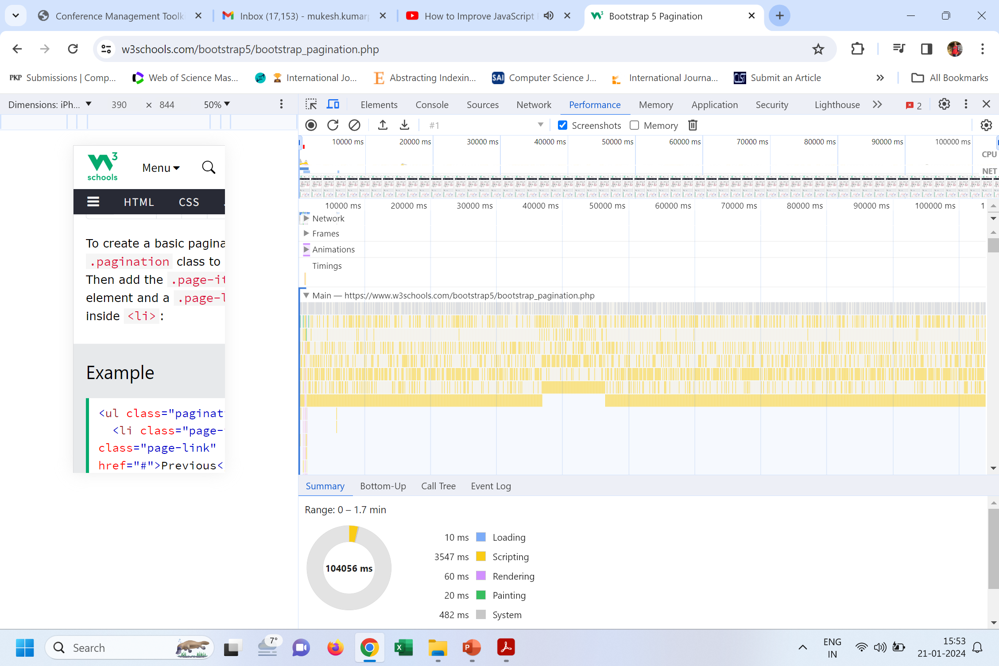 Conference Management Toolki
Inbox (17,153) - mukesh.kumarp
How to Improve JavaScript
Bootstrap 5 Pagination
w3schools.com/bootstrap5/bootstrap_pagination.php
PKP Submissions | Comp...
Web of Science Mas...
International Jo...
E Abstracting Indexin...
SAI Computer Science J...
International Journa...
Submit an Article
All Bookmarks
Dimensions: iPh... 390 × 844 50%
Elements Console Sources Network Performance Memory Application Security Lighthouse 2
#1 Screenshots Memory
10000 ms 20000 ms 30000 ms 40000 ms 50000 ms 60000 ms 70000 ms 80000 ms 90000 ms 100000 ms
CPU
NET
10000 ms 20000 ms 30000 ms 40000 ms 50000 ms 60000 ms 70000 ms 80000 ms 90000 ms 100000 ms 1
Network
Frames
Animations
Timings
Main — https://www.w3schools.com/bootstrap5/bootstrap_pagination.php
W3
schools
Menu
HTML CSS
To create a basic pagina
.pagination class to
Then add the .page-it
element and a .page-l
inside <li>:
Example
<ul class="paginat
<li class="page-
class="page-link"
href="#">Previous<
Summary Bottom-Up Call Tree Event Log
Range: 0 – 1.7 min
104056 ms
10 ms Loading
3547 ms Scripting
60 ms Rendering
20 ms Painting
482 ms System
Search
7°
ENG
IN
15:53
21-01-2024